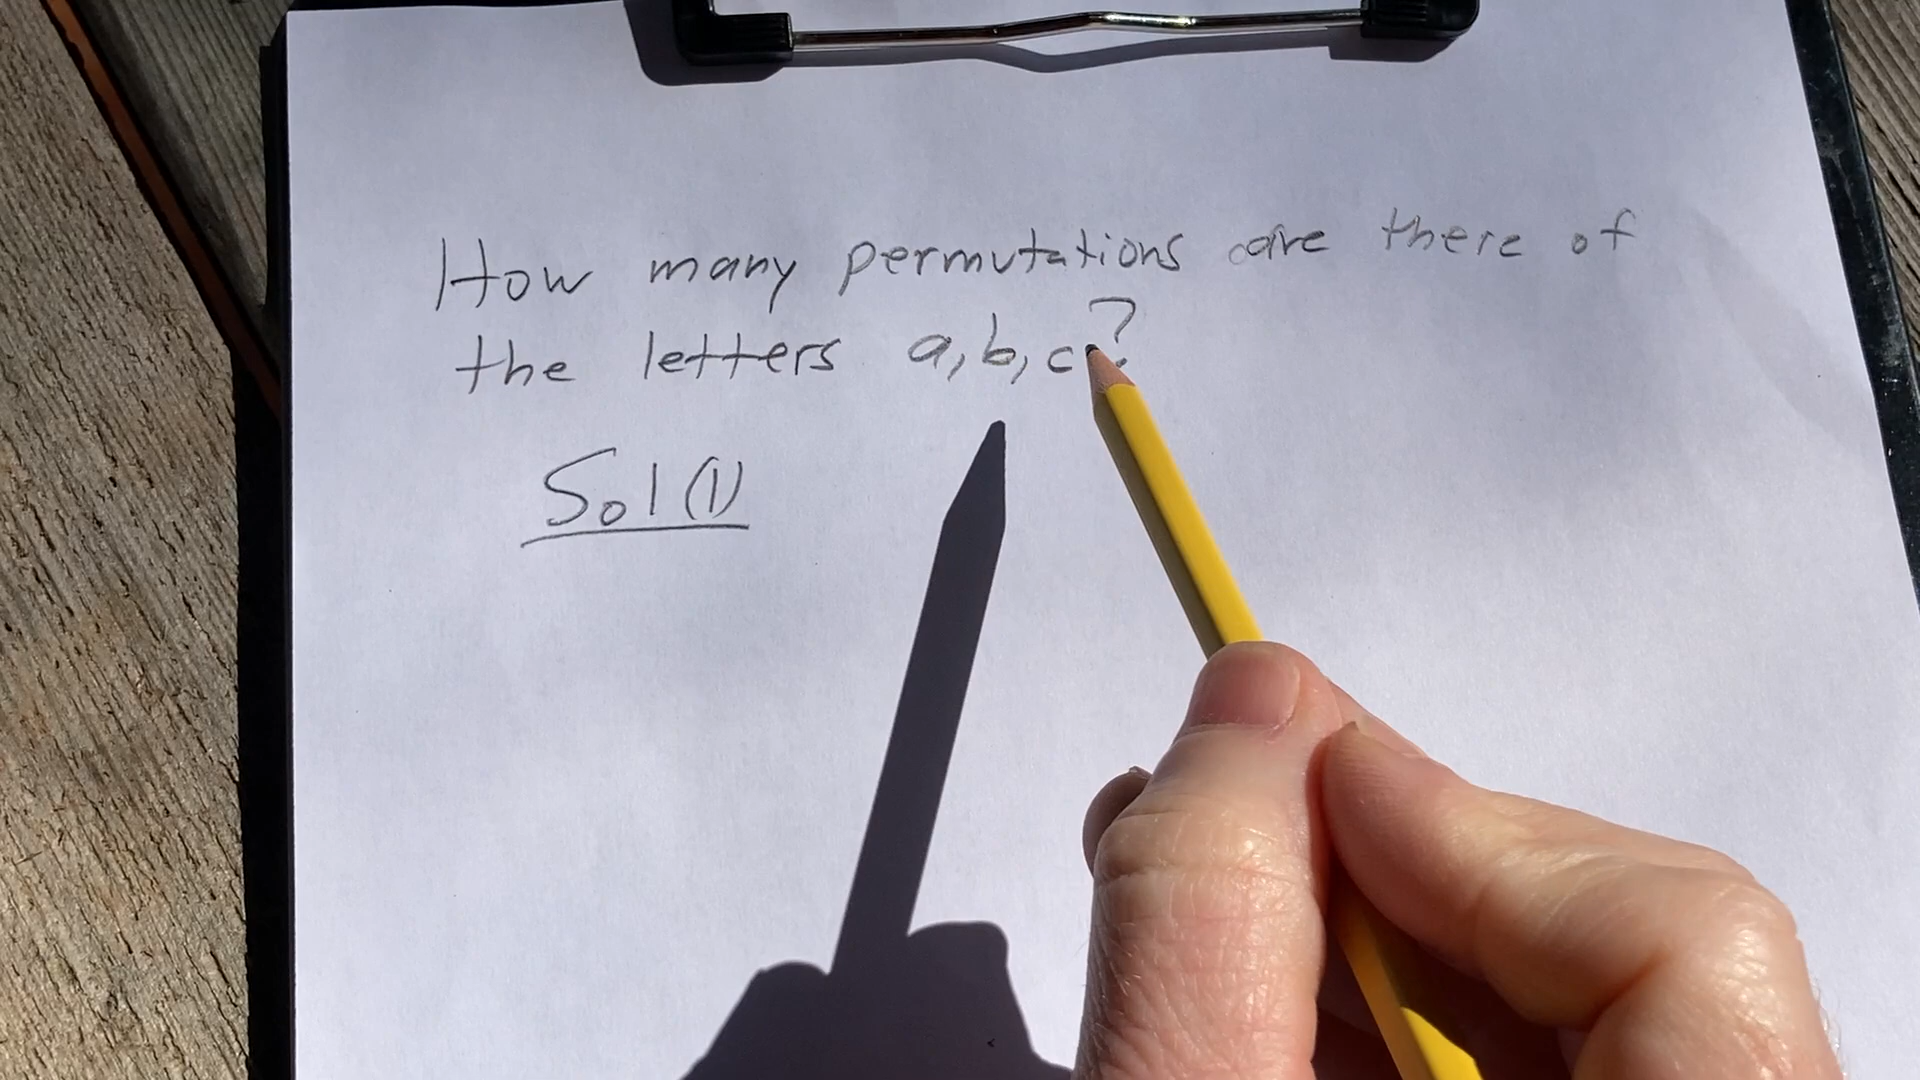 How many permutations are there of
the letters a, b, c?
Sol (1)